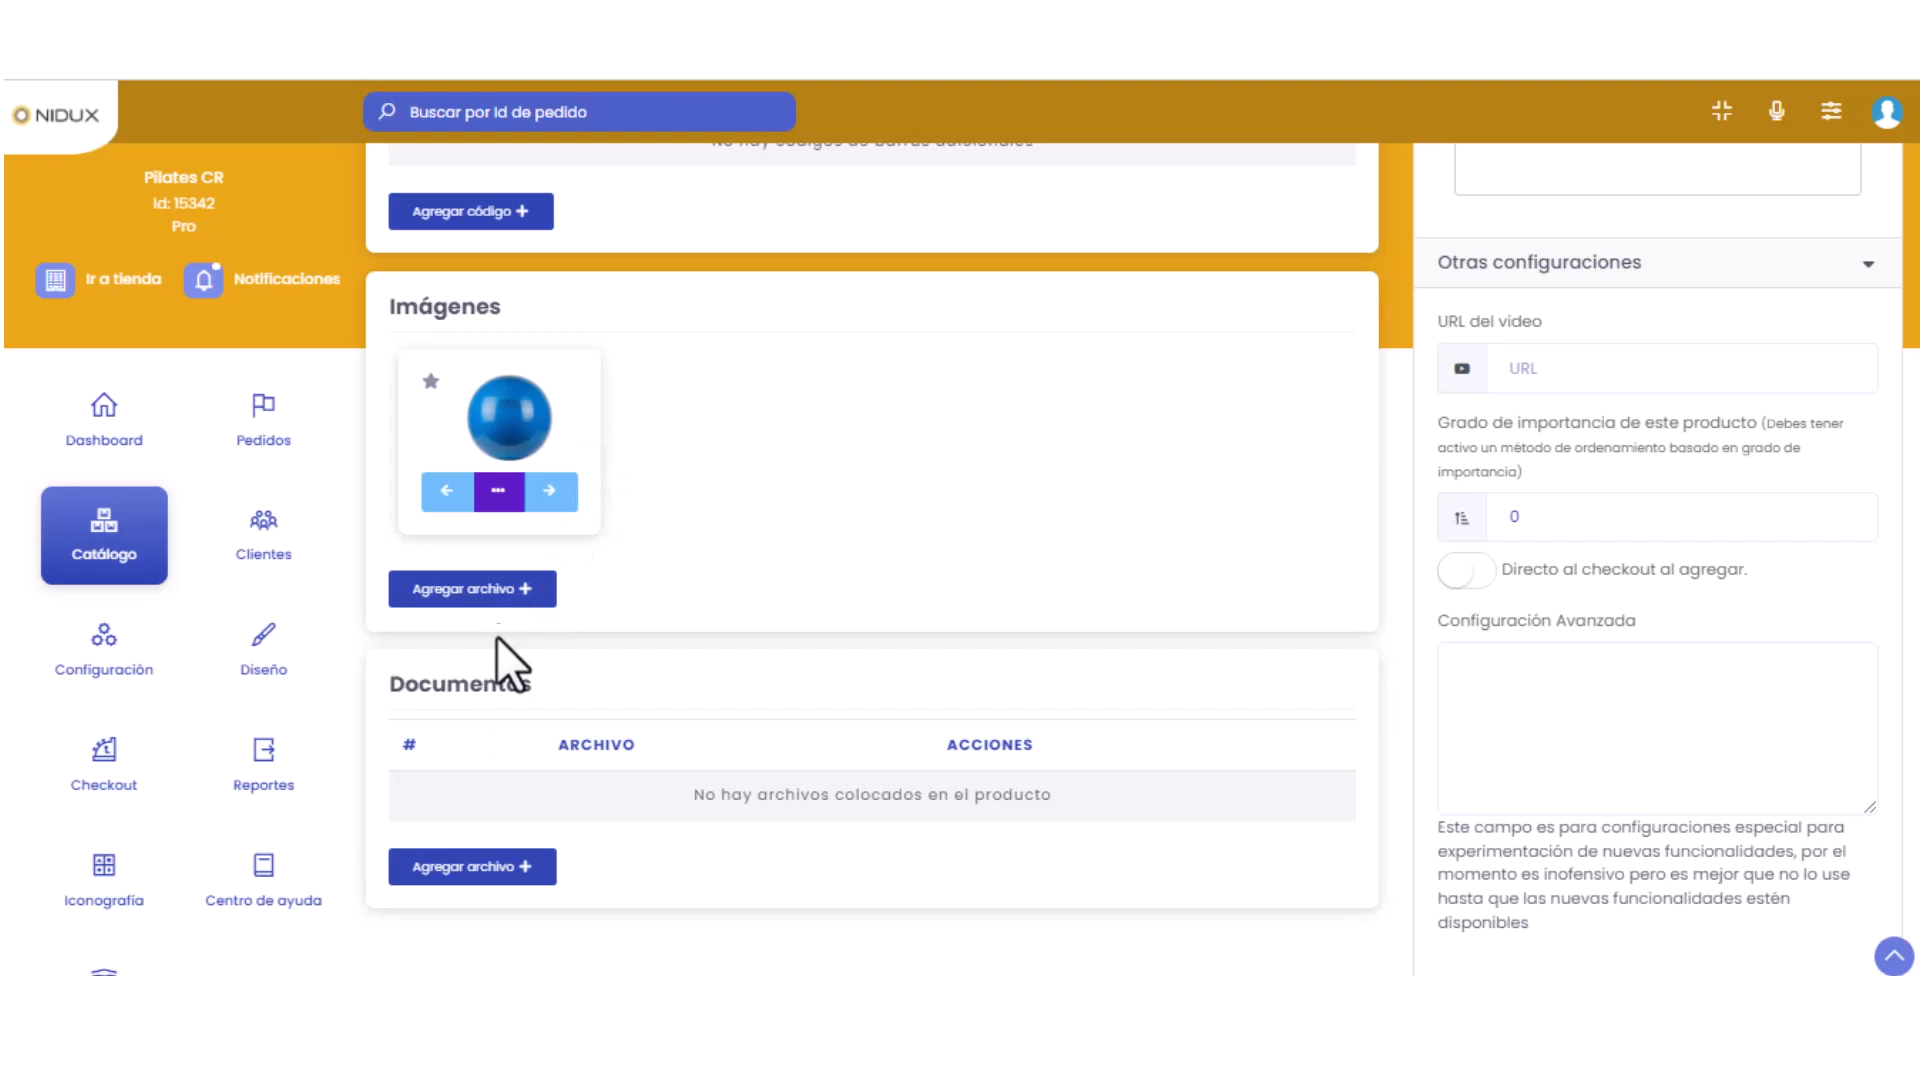 NIDUX
Buscar por Id de pedido
Pilates CR
Id: 15342
Pro
Ir a tienda
Notificaciones
Dashboard
Pedidos
Catálogo
Clientes
Configuración
Diseño
Checkout
Reportes
Iconografía
Centro de ayuda
No hay códigos de barras adicionales
Agregar código +
Imágenes
Agregar archivo +
Documentos
# ARCHIVO ACCIONES
No hay archivos colocados en el producto
Agregar archivo +
Otras configuraciones
URL del video
URL
Grado de importancia de este producto (Debes tener
activo un método de ordenamiento basado en grado de
importancia)
0
Directo al checkout al agregar.
Configuración Avanzada
Este campo es para configuraciones especial para
experimentación de nuevas funcionalidades, por el
momento es inofensivo pero es mejor que no lo use
hasta que las nuevas funcionalidades estén
disponibles